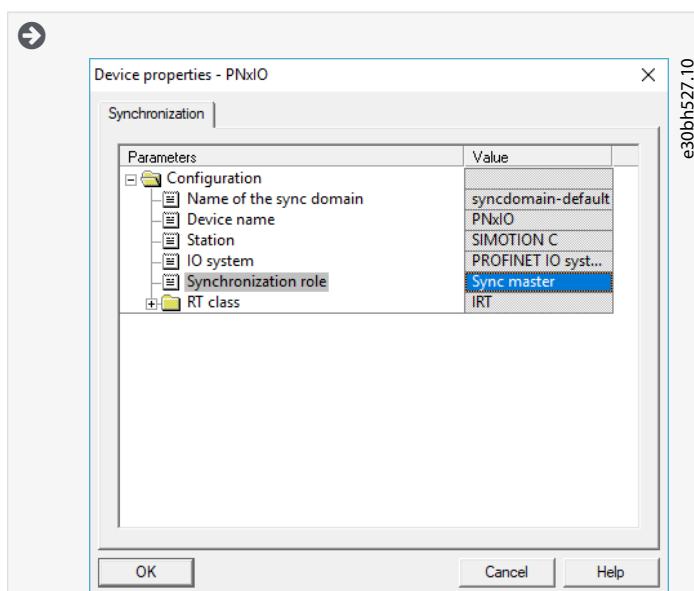 Device properties - PNxIO
Synchronization
Parameters Value
Configuration
Name of the sync domain syncdomain-default
Device name PNxIO
Station SIMOTION C
IO system PROFINET IO syst...
Synchronization role Sync master
RT class IRT
OK Cancel Help
e30bh527.10